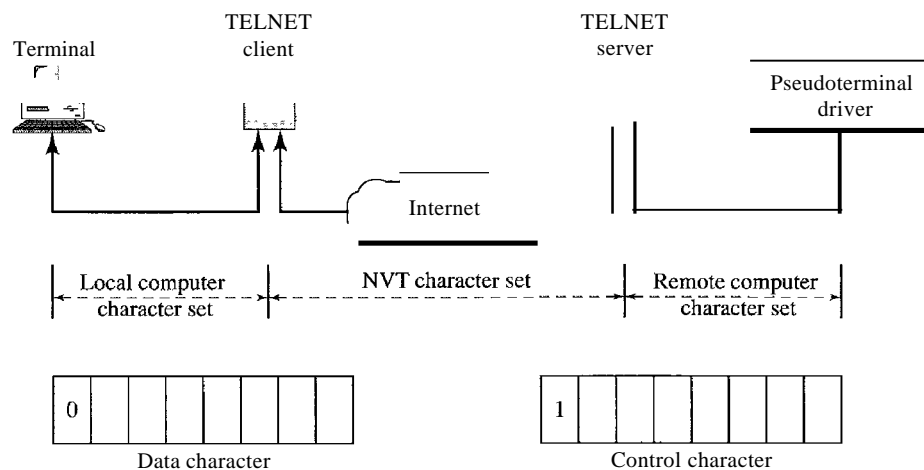 TELNET
client
TELNET
server
Terminal
Pseudoterminal
driver
Internet
Local computer
character set
NVT character set
Remote computer
character set
0
1
Data character
Control character